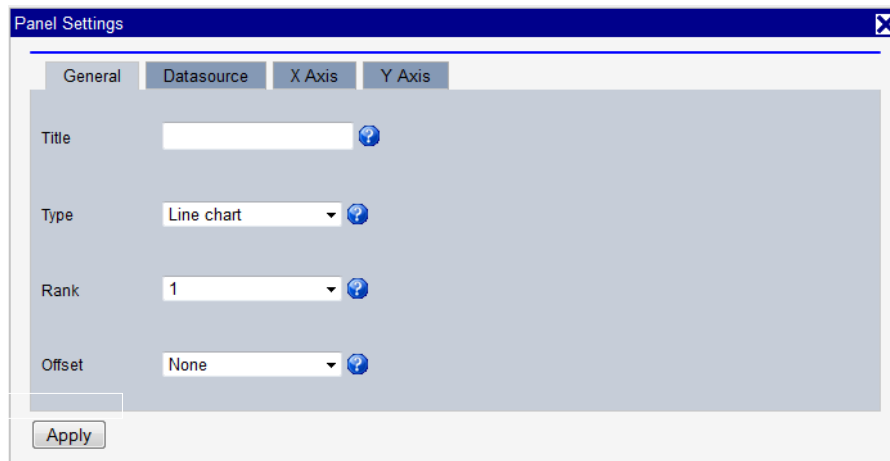 Panel Settings
General Datasource X Axis Y Axis
Title
Type Line chart
Rank 1
Offset None
Apply